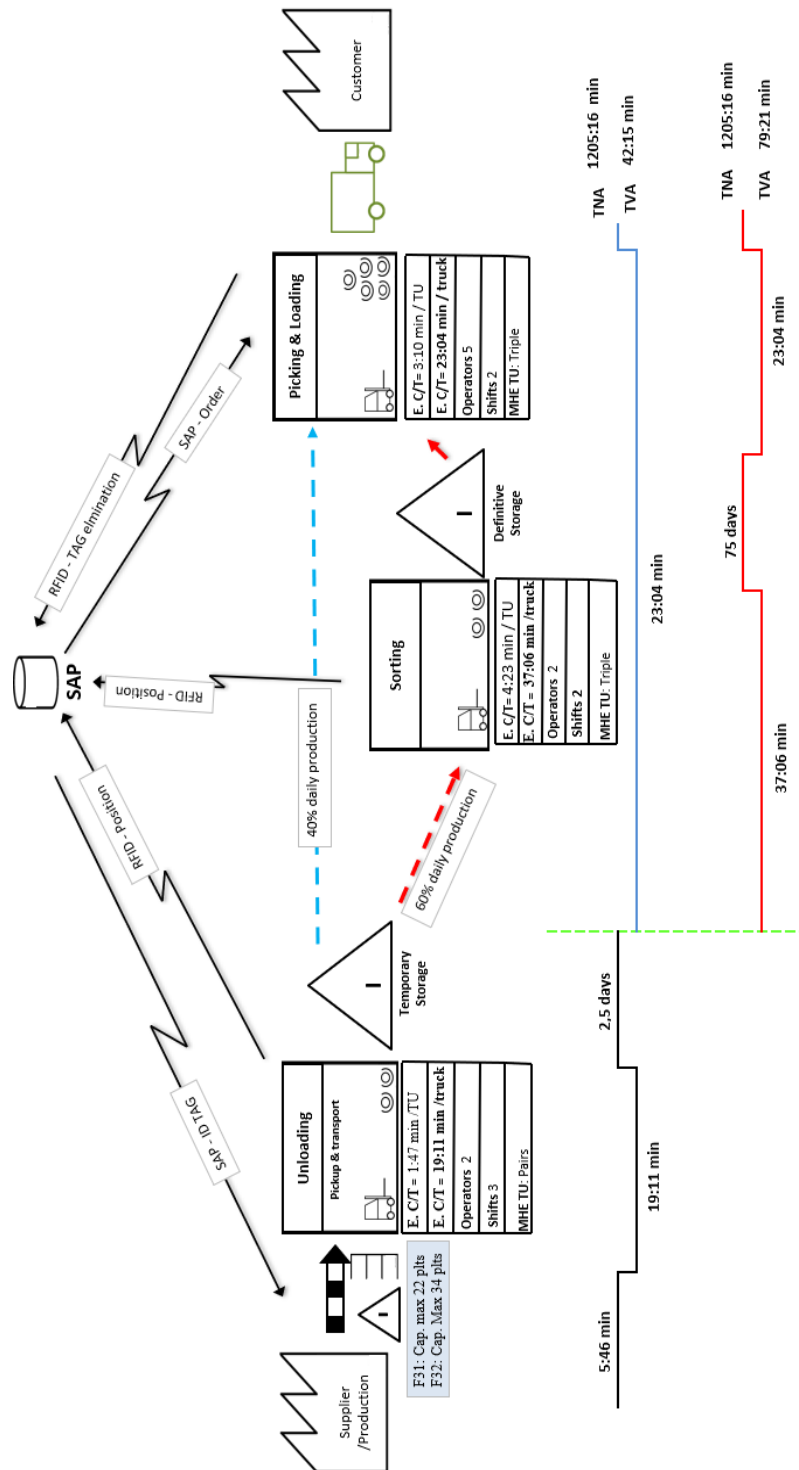 SAP
SAP - ID TAG
RFID - Position
RFID - Position
RFID - TAG elmination
SAP - Order
Supplier
/Production
F31: Cap. max 22 plts
F32: Cap. Max 34 plts
Unloading
Pickup & transport
E. C/T = 1:47 min /TU
E. C/T = 19:11 min /truck
Operators 2
Shifts 3
MHE TU: Pairs
I
I
Temporary
Storage
40% daily production
60% daily production
Sorting
E. C/T= 4:23 min / TU
E. C/T = 37:06 min /truck
Operators 2
Shifts 2
MHE TU: Triple
I
Definitive
Storage
Picking & Loading
E. C/T= 3:10 min / TU
E. C/T= 23:04 min / truck
Operators 5
Shifts 2
MHE TU: Triple
Customer
5:46 min
19:11 min
2,5 days
23:04 min
TNA 1205:16 min
TVA 42:15 min
37:06 min
75 days
23:04 min
TNA 1205:16 min
TVA 79:21 min